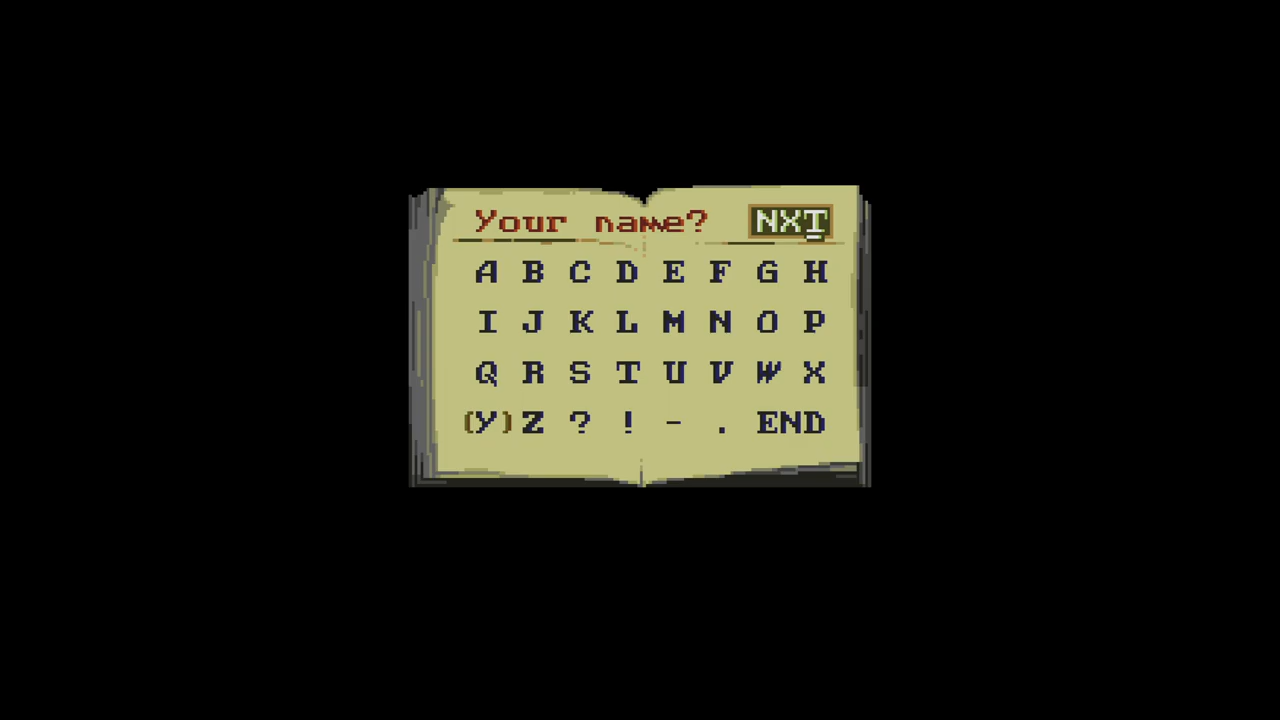 Your name? NXT
A B C D E F G H
I J K L M N O P
Q R S T U V W X
(Y) Z ? ! - . END